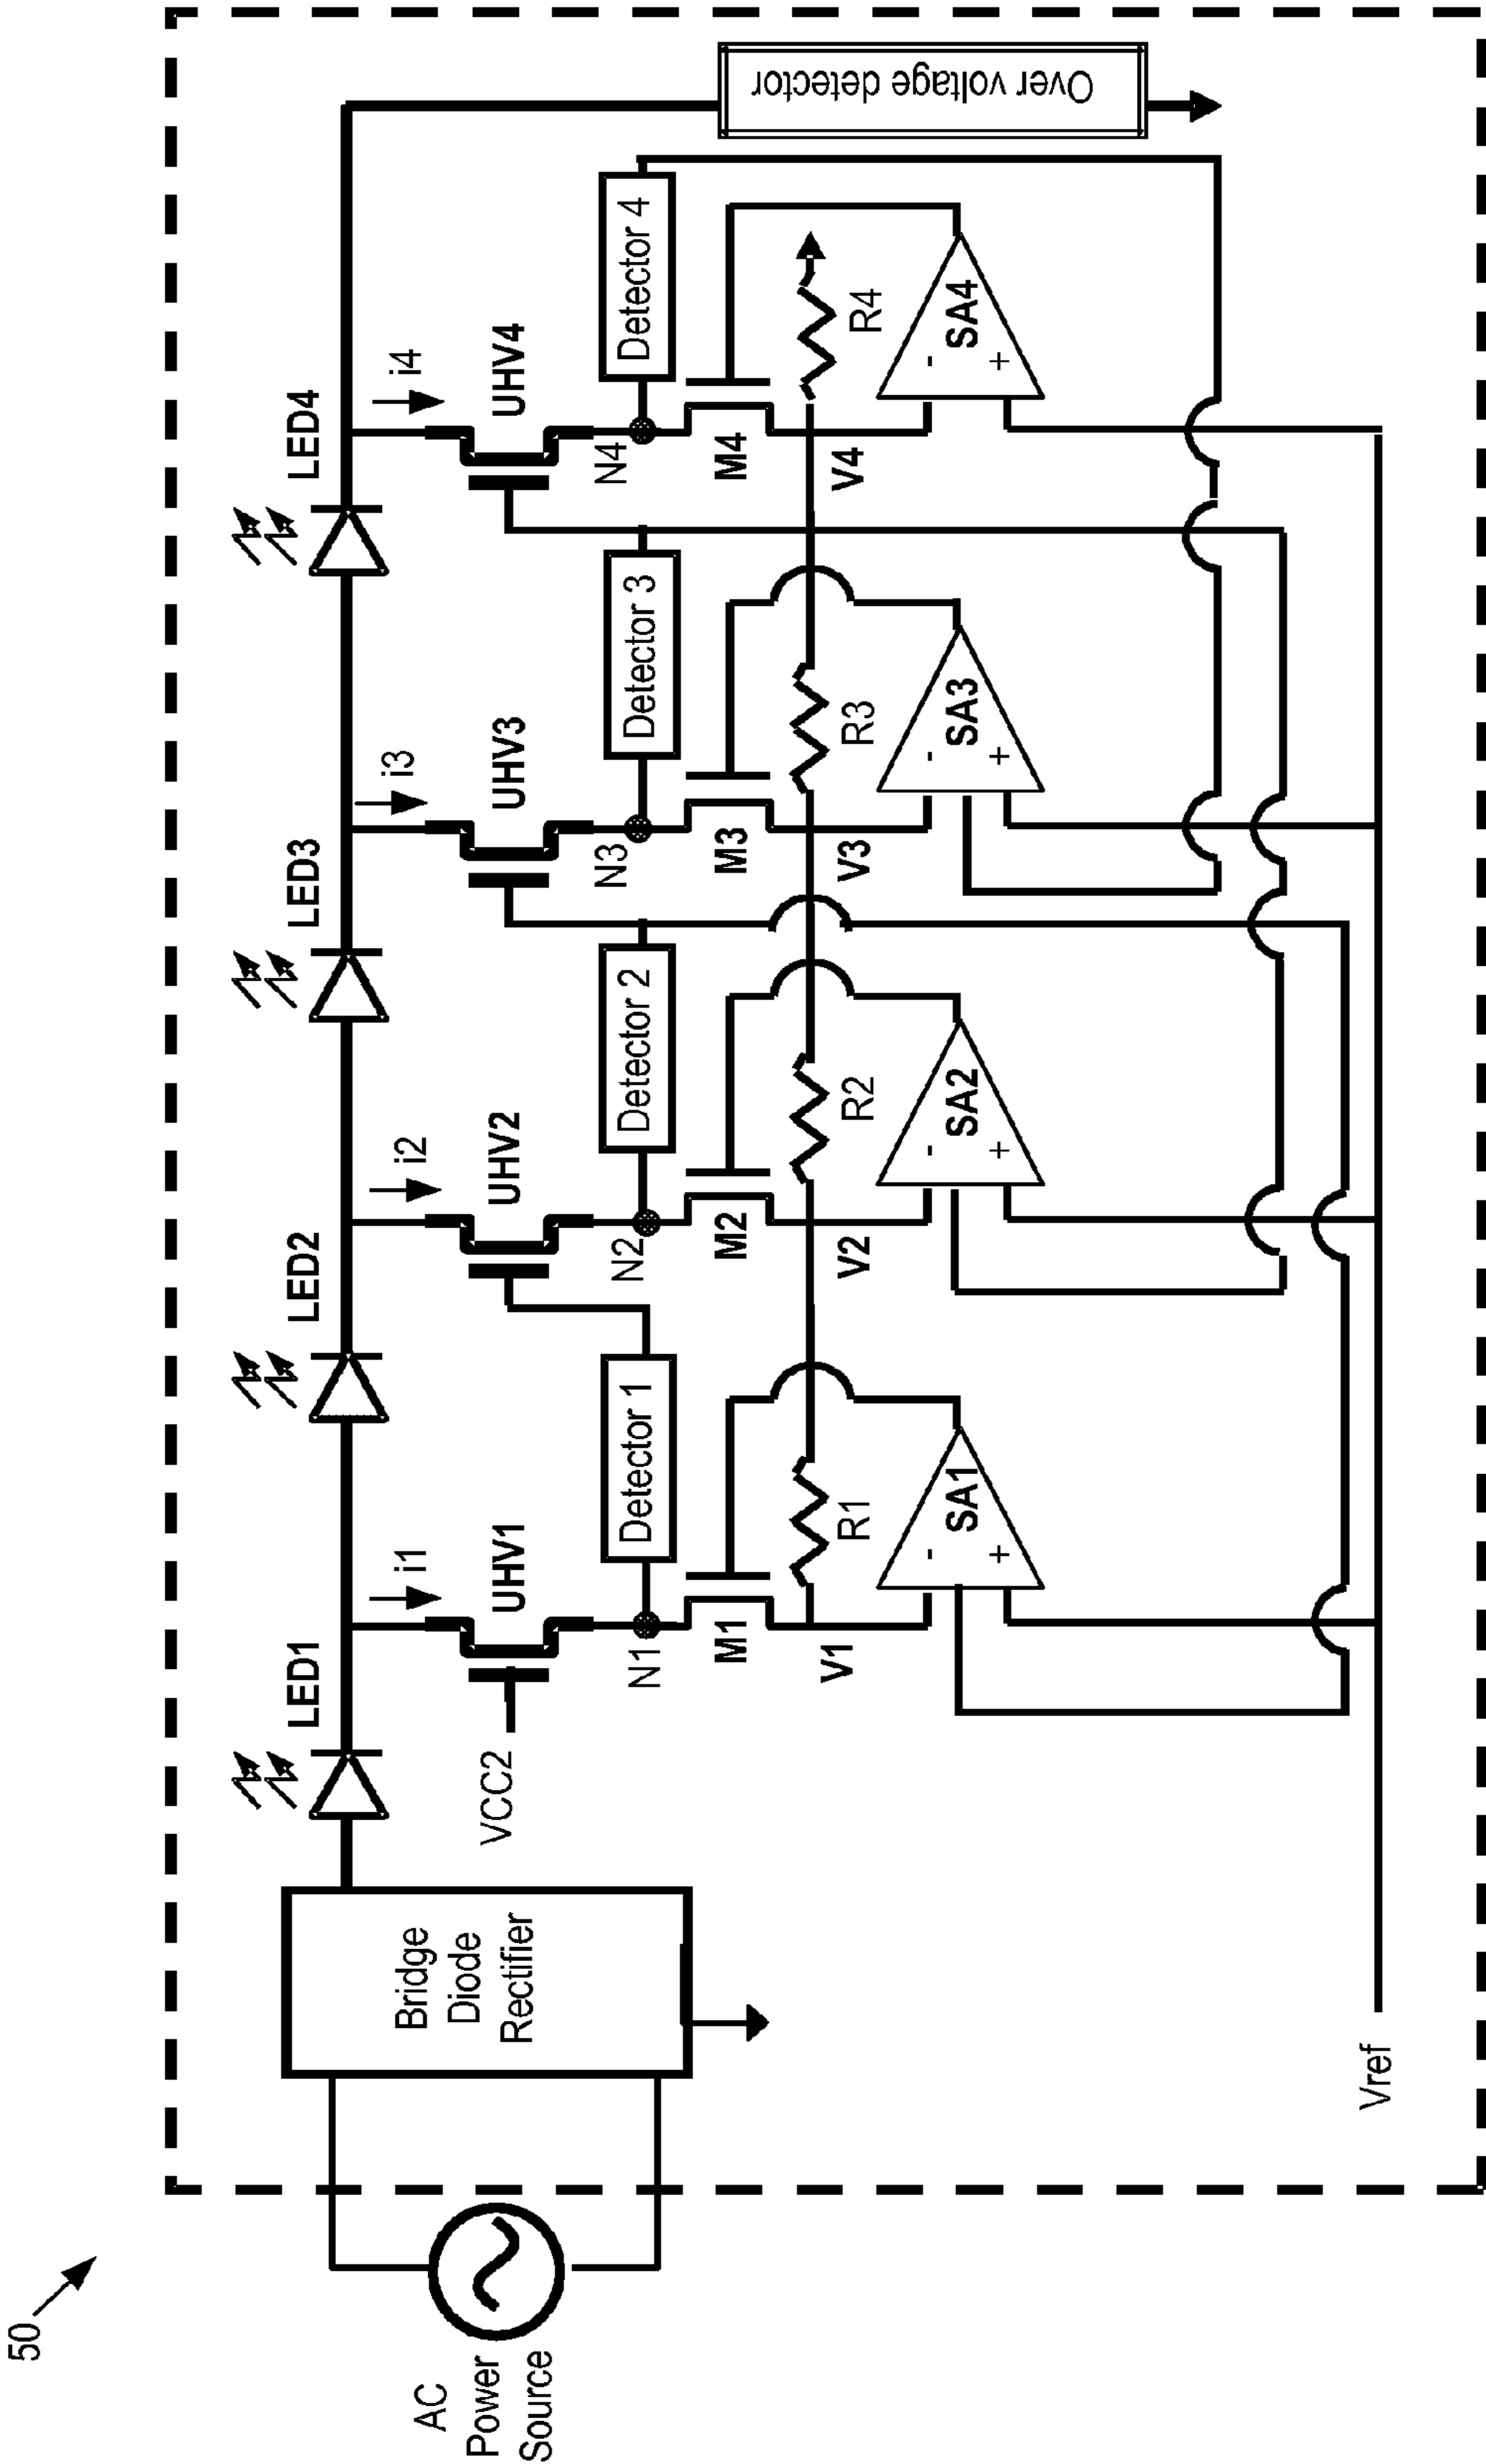 50
AC
Power
Source
Bridge
Diode
Rectifier
LED1
LED2
LED3
LED4
i1
i2
i3
i4
VCC2
UHV1
UHV2
UHV3
UHV4
N1
N2
N3
N4
Detector 1
Detector 2
Detector 3
Detector 4
Over voltage detector
M1
M2
M3
M4
V1
V2
V3
V4
R1
R2
R3
R4
- SA1 +
- SA2 +
- SA3 +
- SA4 +
Vref